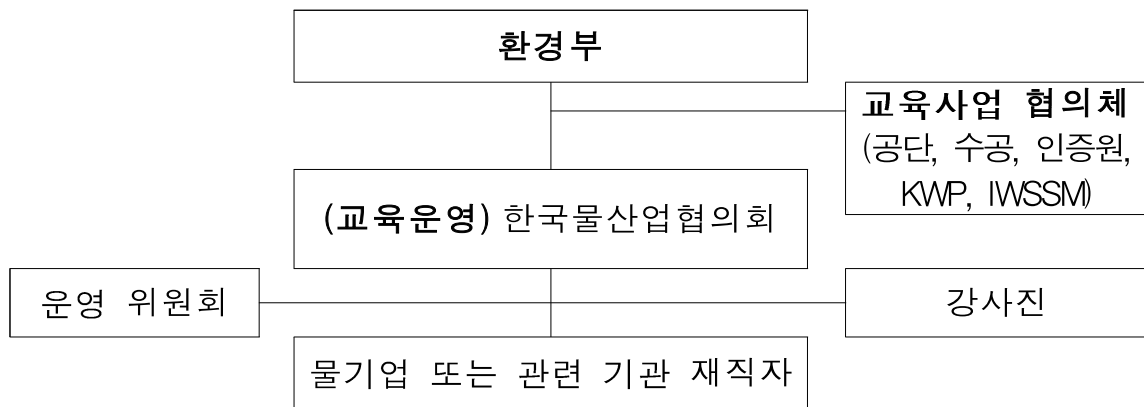 환경부
교육사업 협의체
(공단, 수공, 인증원,
KWP, IWSSM)
(교육운영) 한국물산업협의회
운영 위원회
강사진
물기업 또는 관련 기관 재직자